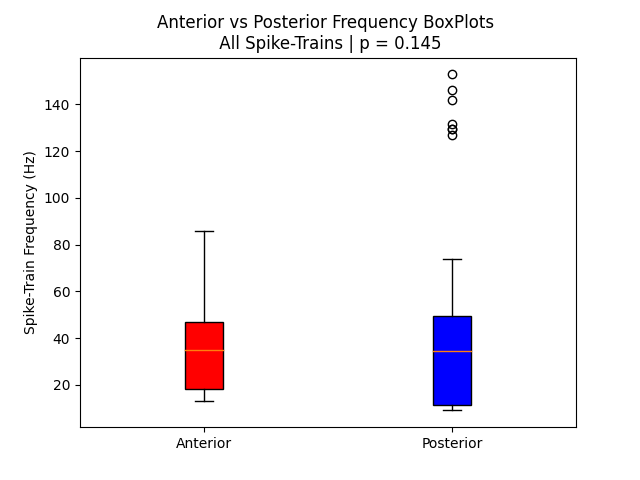 Anterior vs Posterior Frequency BoxPlots
All Spike-Trains | p = 0.145
Spike-Train Frequency (Hz)
140
120
100
80
60
40
20
Anterior
Posterior